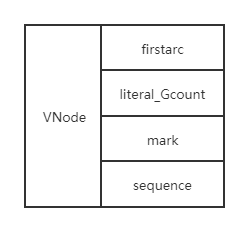 firstarc
literal_Gcount
VNode
mark
sequence